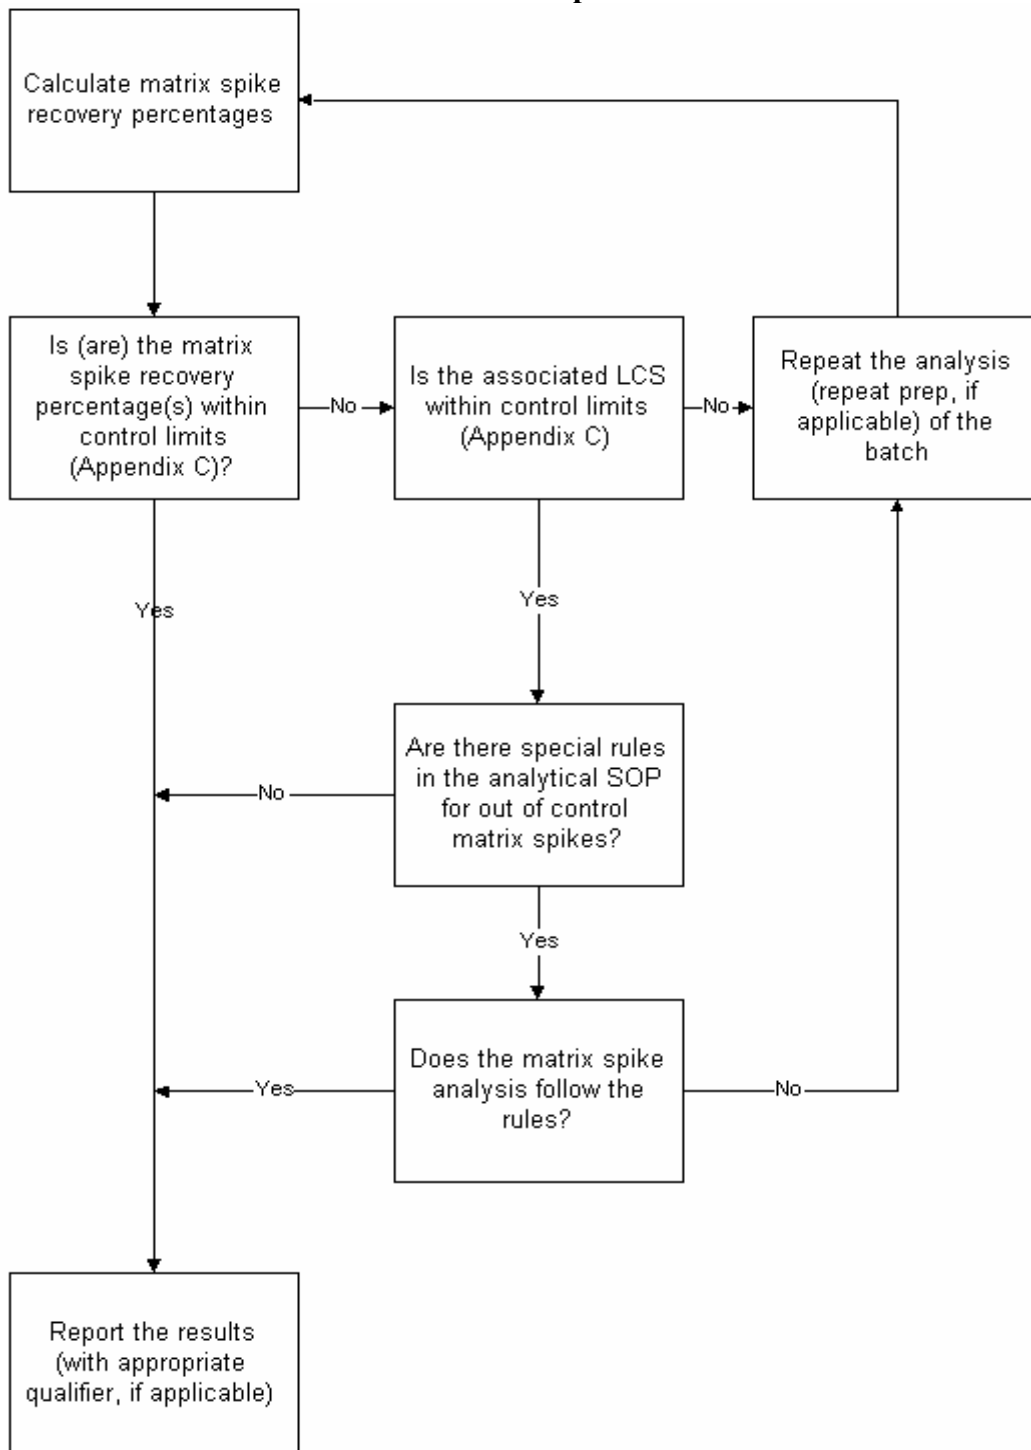 Calculate matrix spike
recovery percentages
Is (are) the matrix
spike recovery
percentage(s) within
control limits
(Appendix C)?
No
Is the associated LCS
within control limits
(Appendix C)
No
Repeat the analysis
(repeat prep, if
applicable) of the
batch
Yes
Yes
Are there special rules
in the analytical SOP
for out of control
matrix spikes?
No
Yes
Does the matrix spike
analysis follow the
rules?
Yes
No
Report the results
(with appropriate
qualifier, if applicable)